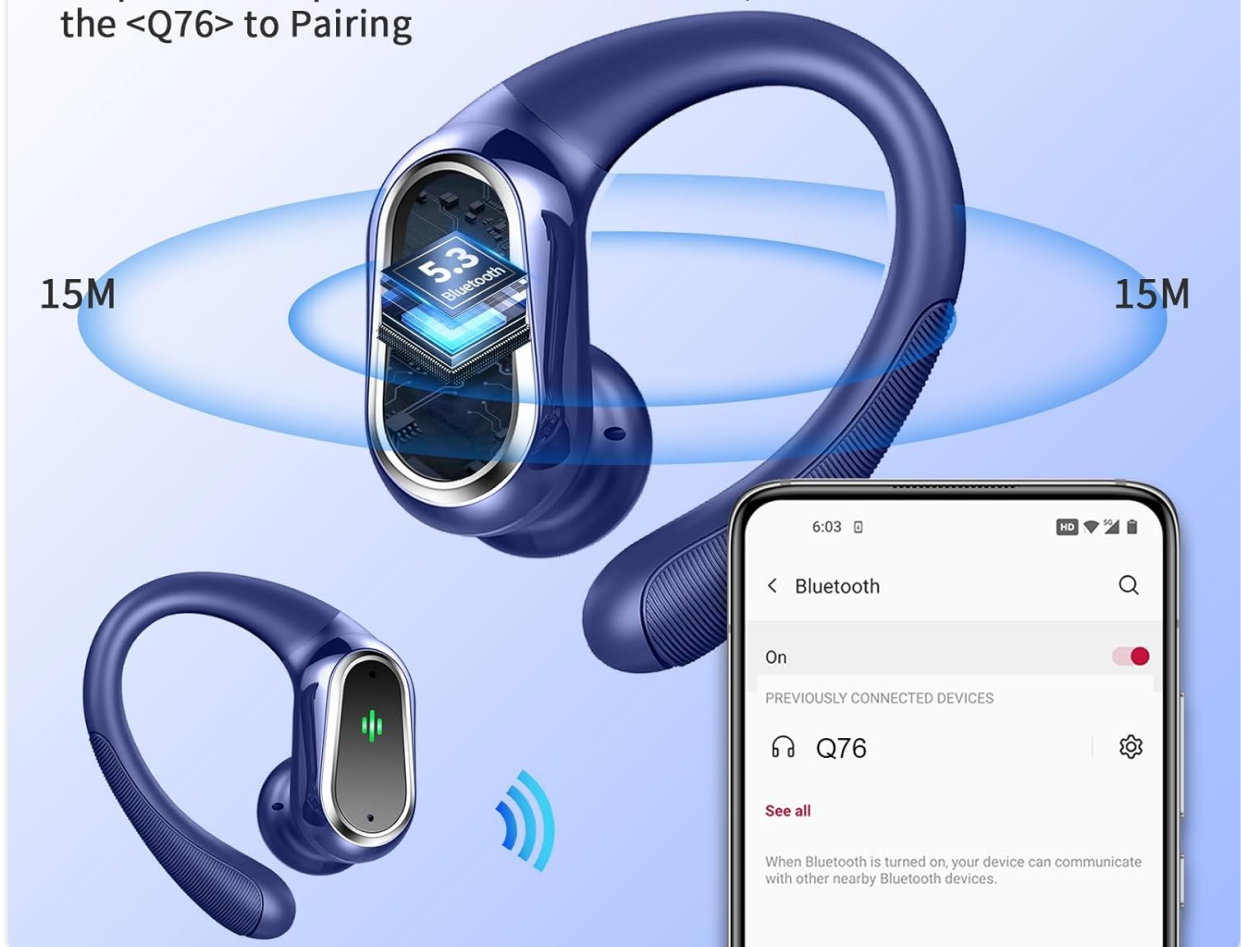 the <Q76> to Pairing
5.3
Bluetooth
15M
15M
6:03
HD
5G
Bluetooth
On
PREVIOUSLY CONNECTED DEVICES
Q76
See all
When Bluetooth is turned on, your device can communicate
with other nearby Bluetooth devices.